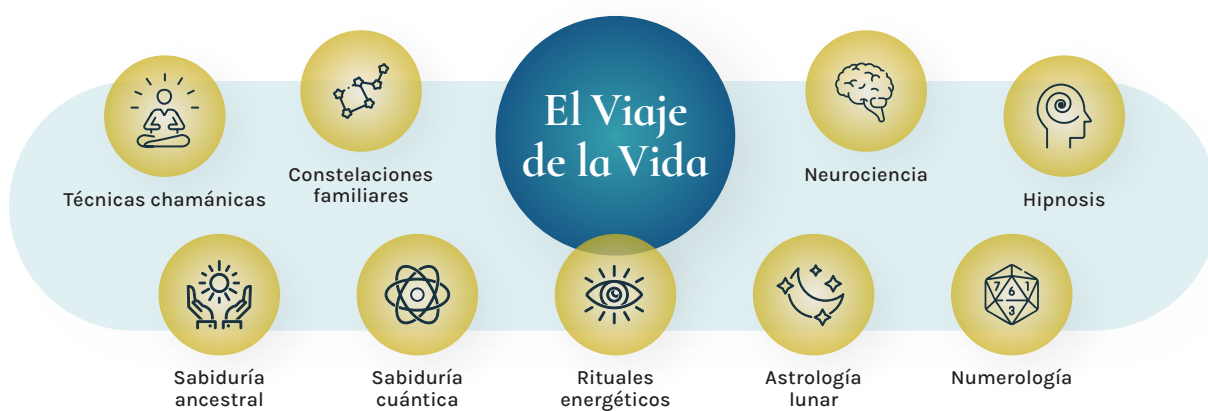 El Viaje
de la Vida
Técnicas chamánicas
Constelaciones
familiares
Neurociencia
Hipnosis
Sabiduría
ancestral
Sabiduría
cuántica
Rituales
energéticos
Astrología
lunar
7 6 1
3
Numerología